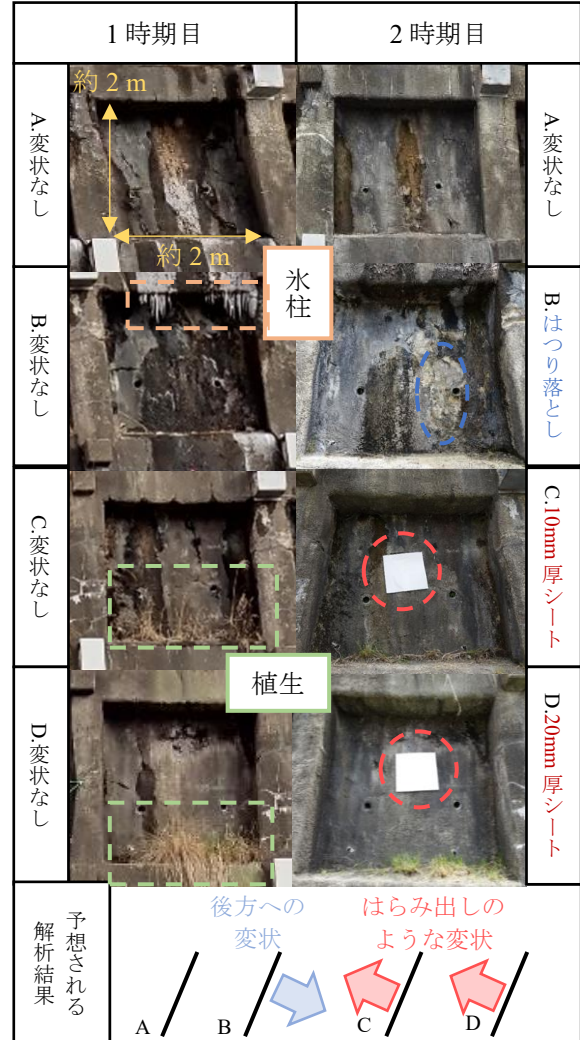 1時期目
2時期目
A.変状なし
約2 m
約2 m
A.変状なし
B.変状なし
氷柱
B.はつり落とし
C.変状なし
C.10mm厚シート
植生
D.変状なし
D.20mm厚シート
予想される
解析結果
後方への
変状
はらみ出しの
ような変状
A
B
C
D